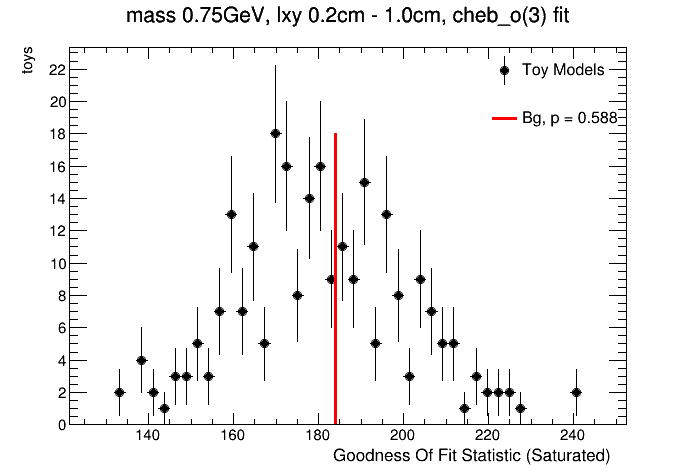 mass 0.75GeV, lxy 0.2cm - 1.0cm, cheb_o(3) fit
toys
22
20
18
16
14
12
10
8
6
4
2
0
Toy Models
Bg, p = 0.588
140 160 180 200 220 240
Goodness Of Fit Statistic (Saturated)